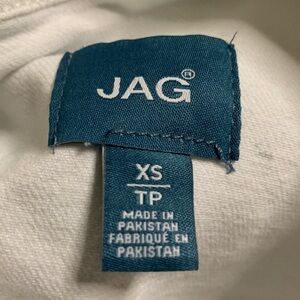 JAG®
XS
TP
MADE IN
PAKISTAN
FABRIQUÉ EN
PAKISTAN